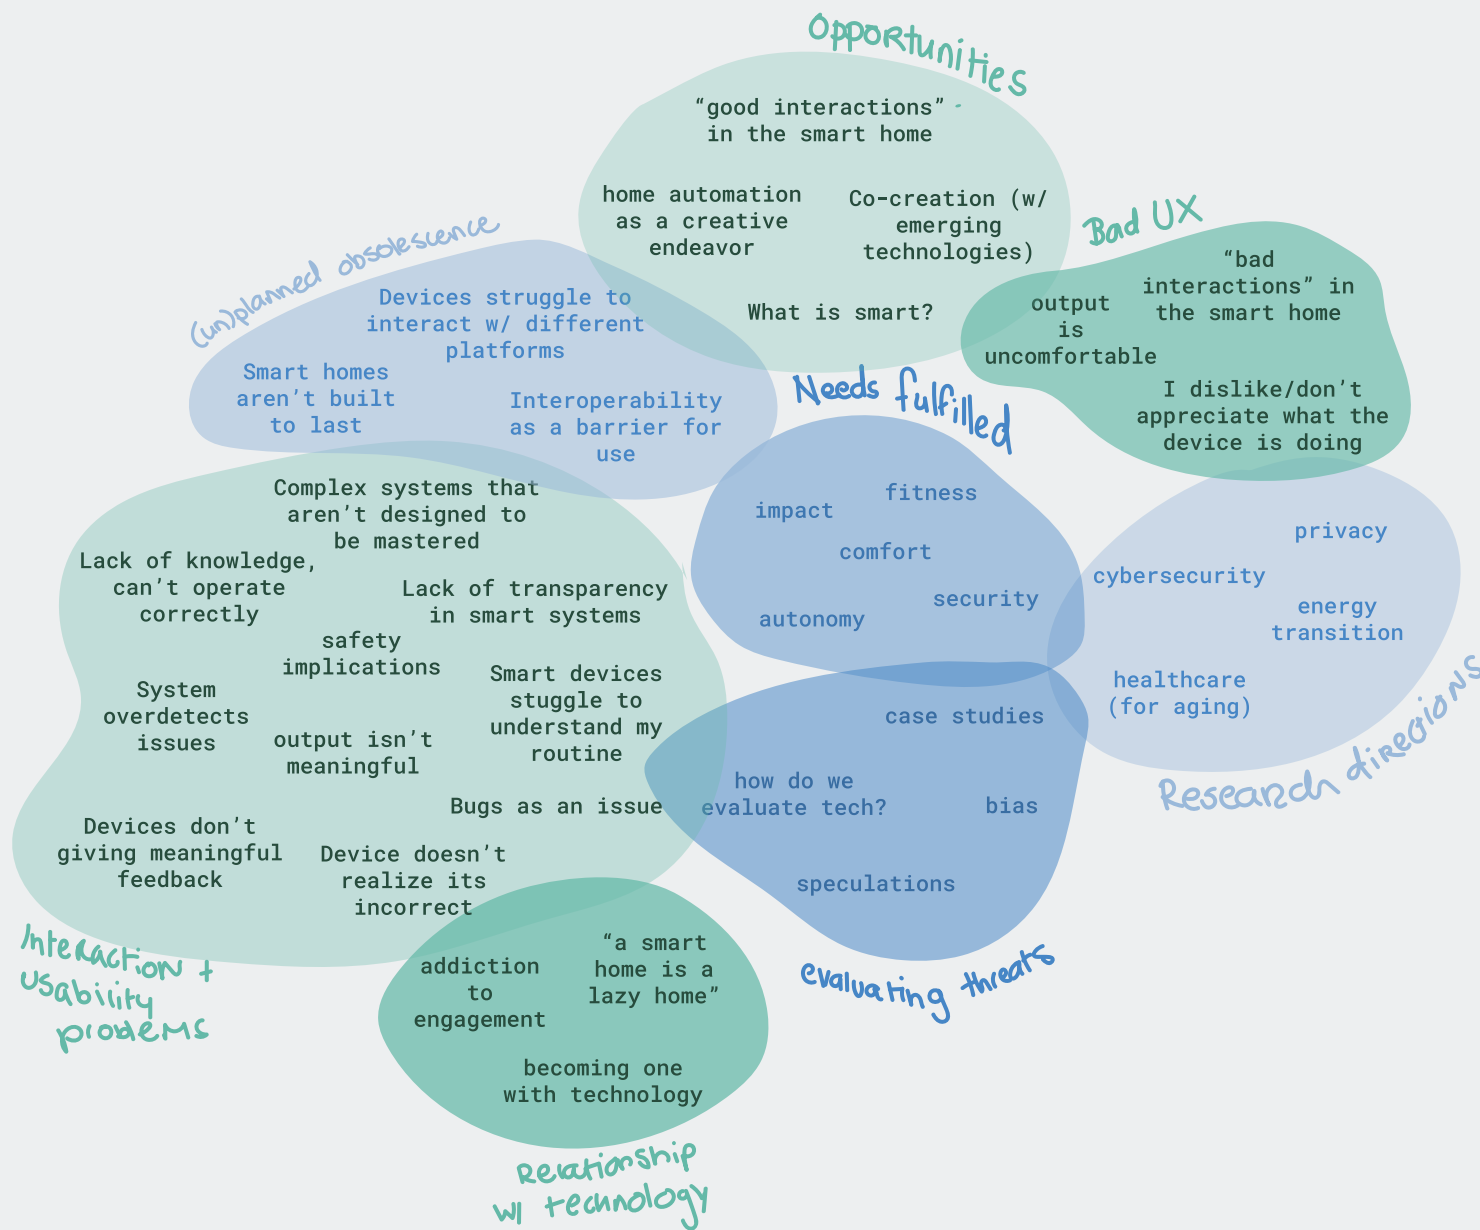 Opportunities
“good interactions”
in the smart home
home automation
as a creative
endeavor
Co-creation (w/
emerging
technologies)
What is smart?
Bad UX
“bad
interactions” in
the smart home
output
is
uncomfortable
I dislike/don’t
appreciate what the
device is doing
(un)planned obsolescence
Devices struggle to
interact w/ different
platforms
Smart homes
aren’t built
to last
Interoperability
as a barrier for
use
Needs fulfilled
impact
fitness
comfort
autonomy
security
privacy
cybersecurity
energy
transition
healthcare
(for aging)
Research directions
Complex systems that
aren’t designed to
be mastered
Lack of knowledge,
can’t operate
correctly
Lack of transparency
in smart systems
safety
implications
System
overdetects
issues
Smart devices
stuggle to
understand my
routine
output isn’t
meaningful
Bugs as an issue
Devices don’t
giving meaningful
feedback
Device doesn’t
realize its
incorrect
Interaction +
usability
problems
case studies
how do we
evaluate tech?
bias
speculations
evaluating threats
addiction
to
engagement
“a smart
home is a
lazy home”
becoming one
with technology
Relationship
w/ technology